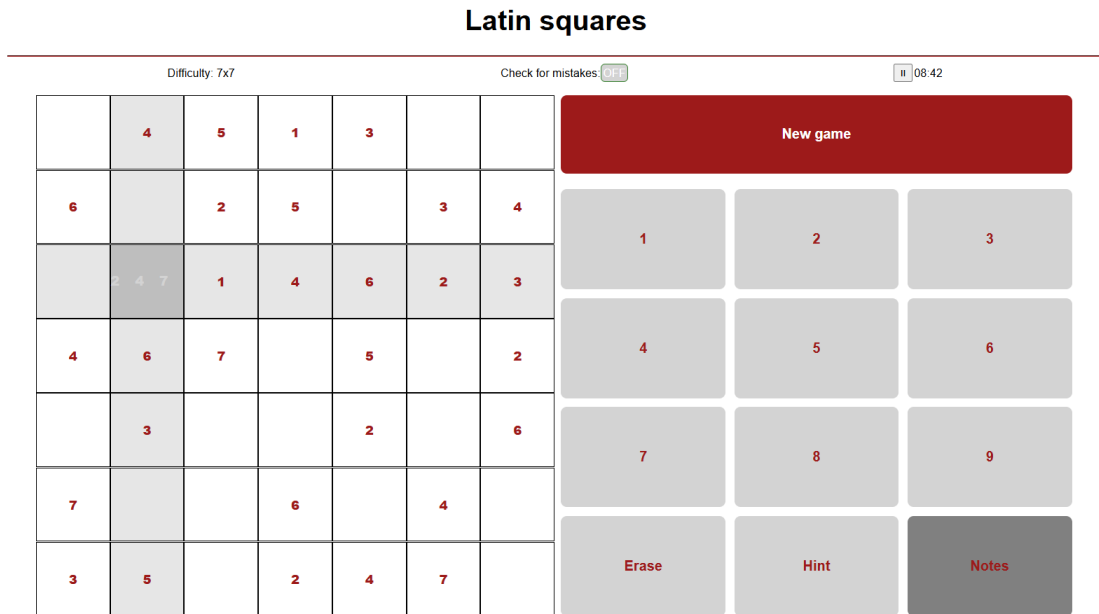 Latin squares
Difficulty: 7x7 Check for mistakes: OFF II 08:42
4 5 1 3
New game
6 2 5 3 4
1 2 3
2 4 7 1 4 6 2 3
4 6 7 5 2
4 5 6
3 2 6
7 8 9
7 6 4
3 5 2 4 7
Erase Hint Notes